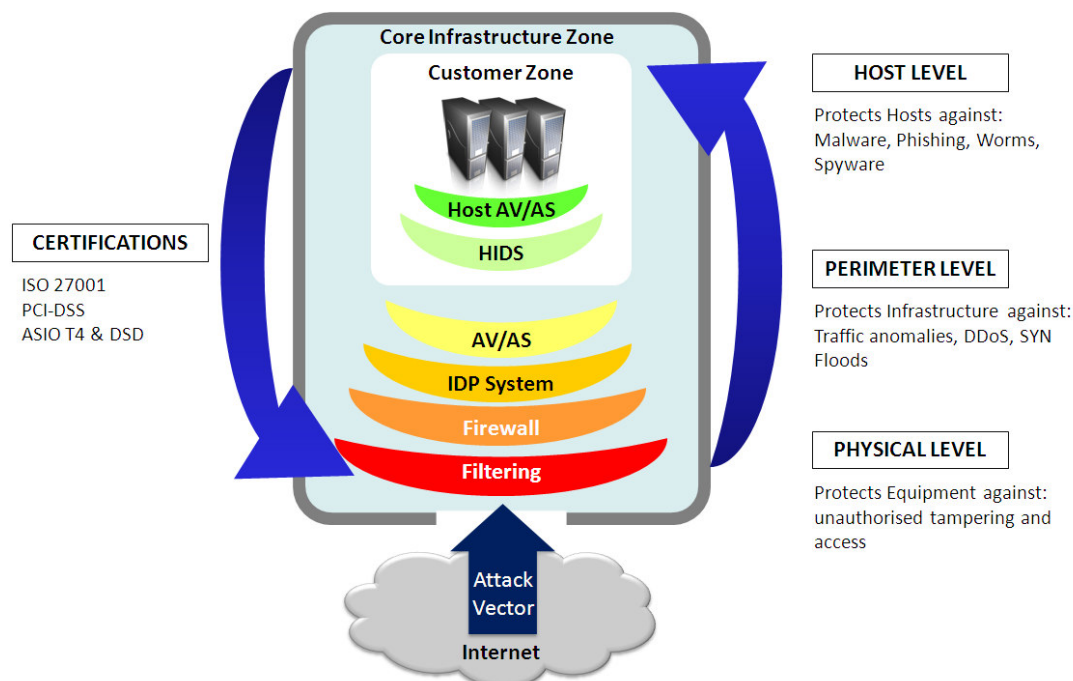 Core Infrastructure Zone
Customer Zone
Host AV/AS
HIDS
AV/AS
IDP System
Firewall
Filtering
Attack
Vector
Internet
CERTIFICATIONS
ISO 27001
PCI-DSS
ASIO T4 & DSD
HOST LEVEL
Protects Hosts against:
Malware, Phishing, Worms,
Spyware
PERIMETER LEVEL
Protects Infrastructure against:
Traffic anomalies, DDoS, SYN
Floods
PHYSICAL LEVEL
Protects Equipment against:
unauthorised tampering and
access